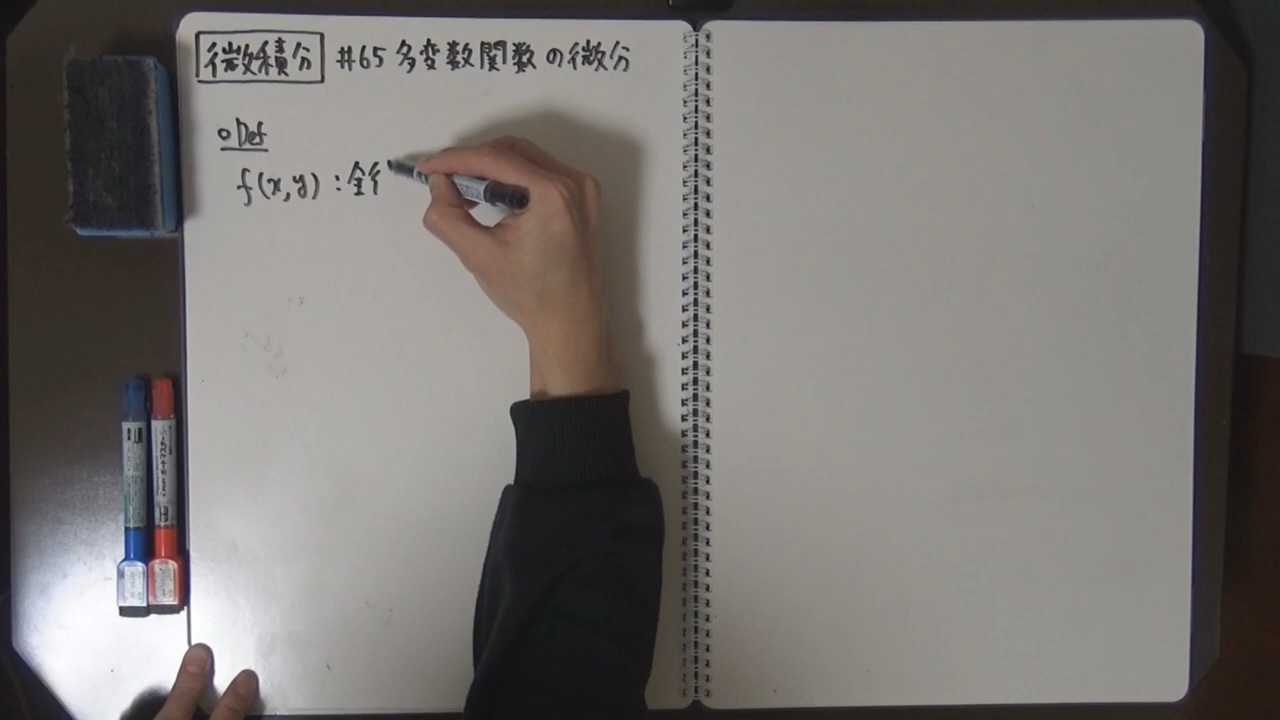 微積分 #65 多変数関数の微分
○Def
f(x,y) : 全